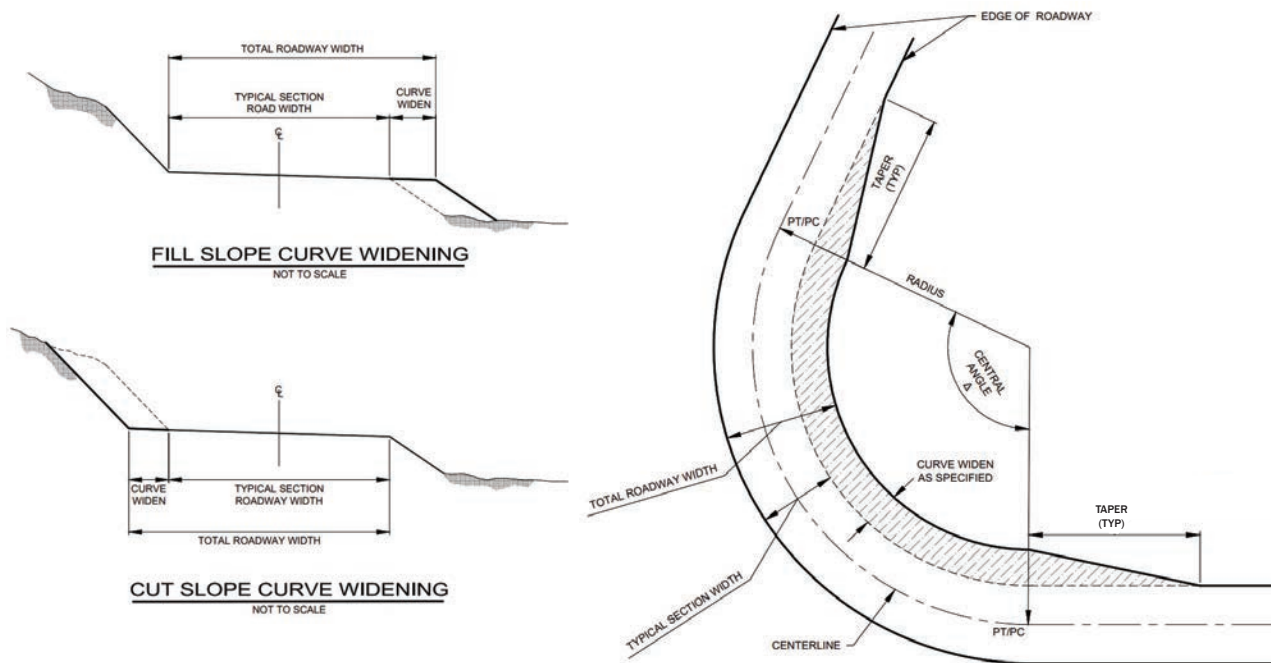 TOTAL ROADWAY WIDTH
TYPICAL SECTION
ROAD WIDTH
CURVE
WIDEN
℄
FILL SLOPE CURVE WIDENING
NOT TO SCALE
℄
CURVE
WIDEN
TYPICAL SECTION
ROADWAY WIDTH
TOTAL ROADWAY WIDTH
CUT SLOPE CURVE WIDENING
NOT TO SCALE
EDGE OF ROADWAY
TAPER
(TYP)
PT/PC
RADIUS
CENTRAL
ANGLE
Δ
TOTAL ROADWAY WIDTH
CURVE WIDEN
AS SPECIFIED
TAPER
(TYP)
TYPICAL SECTION WIDTH
CENTERLINE
PT/PC